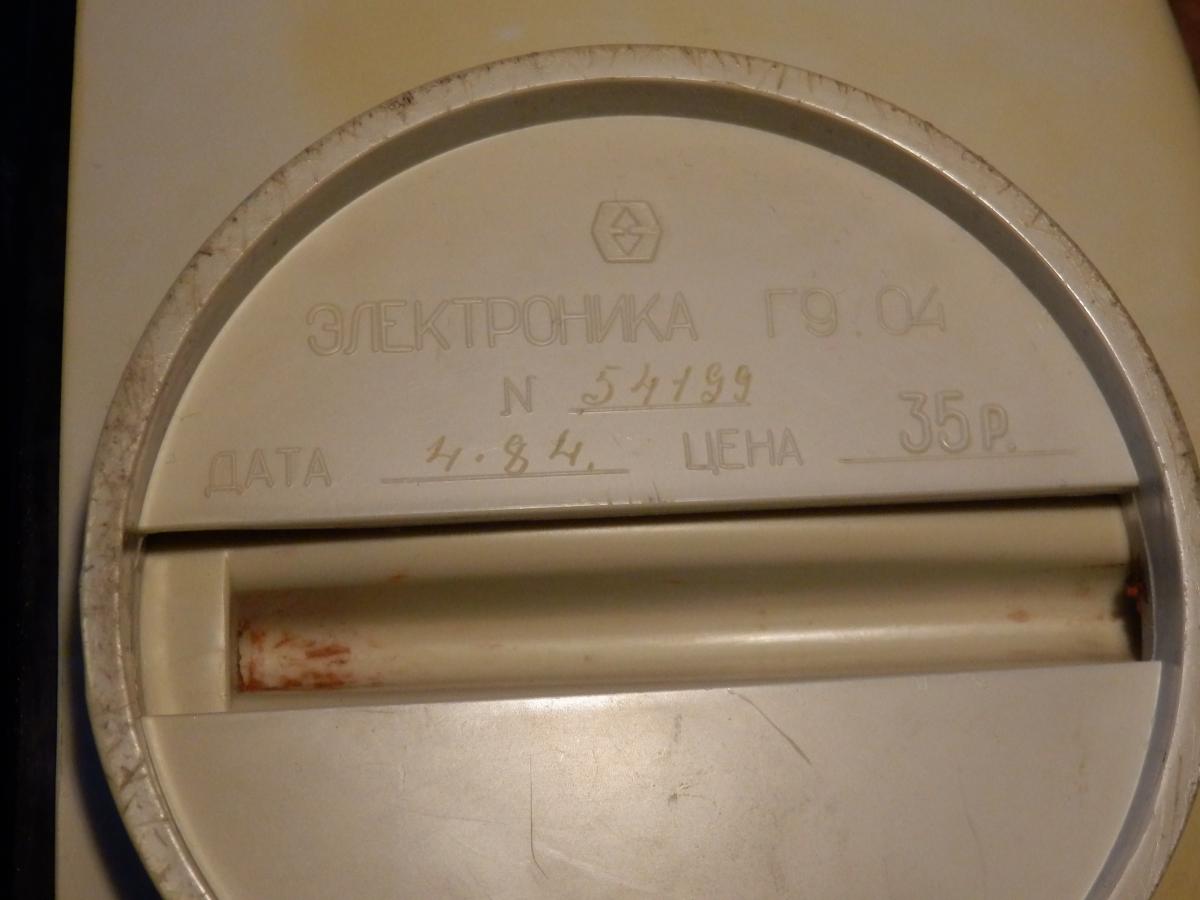 ЭЛЕКТРОНИКА Г9.04
N 54199
ДАТА 4.84. ЦЕНА 35р.